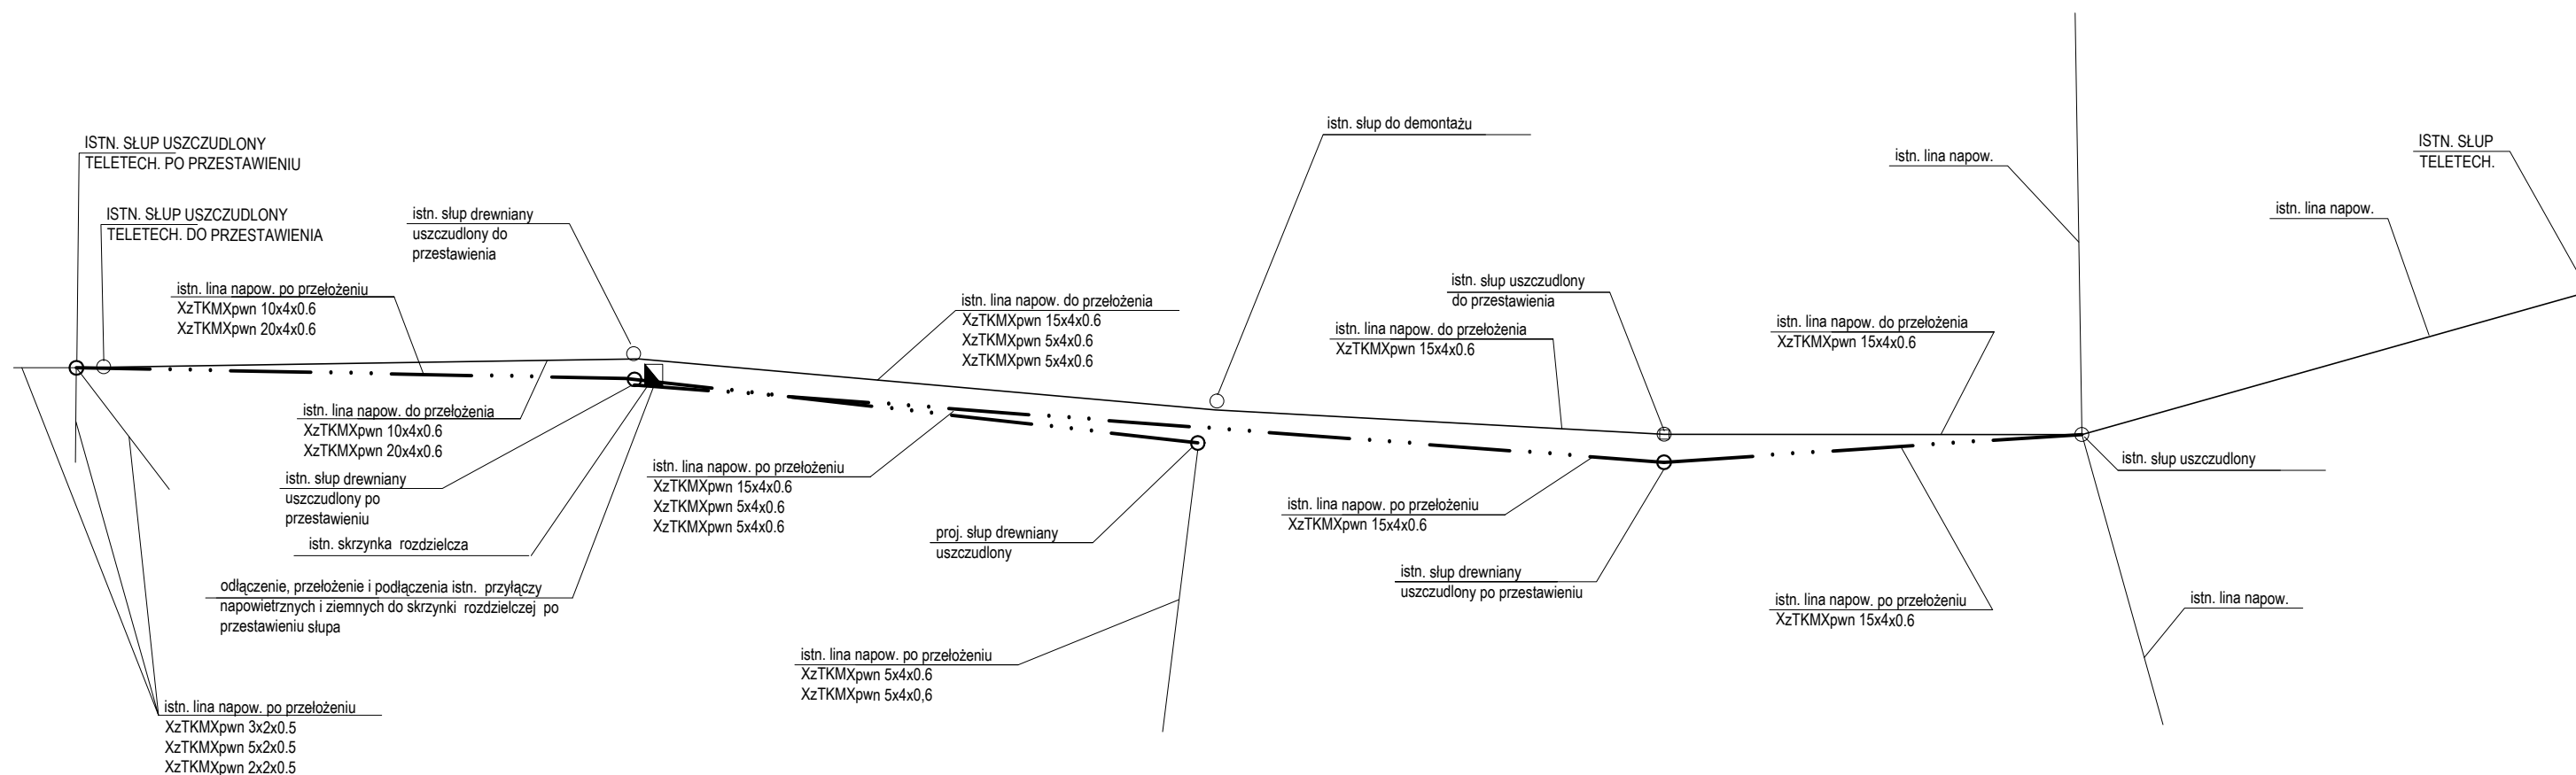 ISTN. SŁUP USZCZUDLONY
TELETECH. PO PRZESTAWIENIU
ISTN. SŁUP USZCZUDLONY
TELETECH. DO PRZESTAWIENIA
istn. słup drewniany
uszczudlony do
przestawienia
istn. lina napow. po przełożeniu
XzTKMXpwn 10x4x0.6
XzTKMXpwn 20x4x0.6
istn. lina napow. do przełożenia
XzTKMXpwn 10x4x0.6
XzTKMXpwn 20x4x0.6
istn. słup drewniany
uszczudlony po
przestawieniu
istn. skrzynka rozdzielcza
odłączenie, przełożenie i podłączenia istn. przyłączy
napowietrznych i ziemnych do skrzynki rozdzielczej po
przestawieniu słupa
istn. lina napow. po przełożeniu
XzTKMXpwn 3x2x0.5
XzTKMXpwn 5x2x0.5
XzTKMXpwn 2x2x0.5
istn. lina napow. do przełożenia
XzTKMXpwn 15x4x0.6
XzTKMXpwn 5x4x0.6
XzTKMXpwn 5x4x0.6
istn. lina napow. po przełożeniu
XzTKMXpwn 15x4x0.6
XzTKMXpwn 5x4x0.6
XzTKMXpwn 5x4x0.6
proj. słup drewniany
uszczudlony
istn. lina napow. po przełożeniu
XzTKMXpwn 5x4x0.6
XzTKMXpwn 5x4x0,6
istn. słup do demontażu
istn. słup uszczudlony
do przestawienia
istn. lina napow. do przełożenia
XzTKMXpwn 15x4x0.6
istn. lina napow. po przełożeniu
XzTKMXpwn 15x4x0.6
istn. słup drewniany
uszczudlony po przestawieniu
istn. lina napow.
istn. lina napow. do przełożenia
XzTKMXpwn 15x4x0.6
istn. lina napow. po przełożeniu
XzTKMXpwn 15x4x0.6
ISTN. SŁUP
TELETECH.
istn. lina napow.
istn. słup uszczudlony
istn. lina napow.